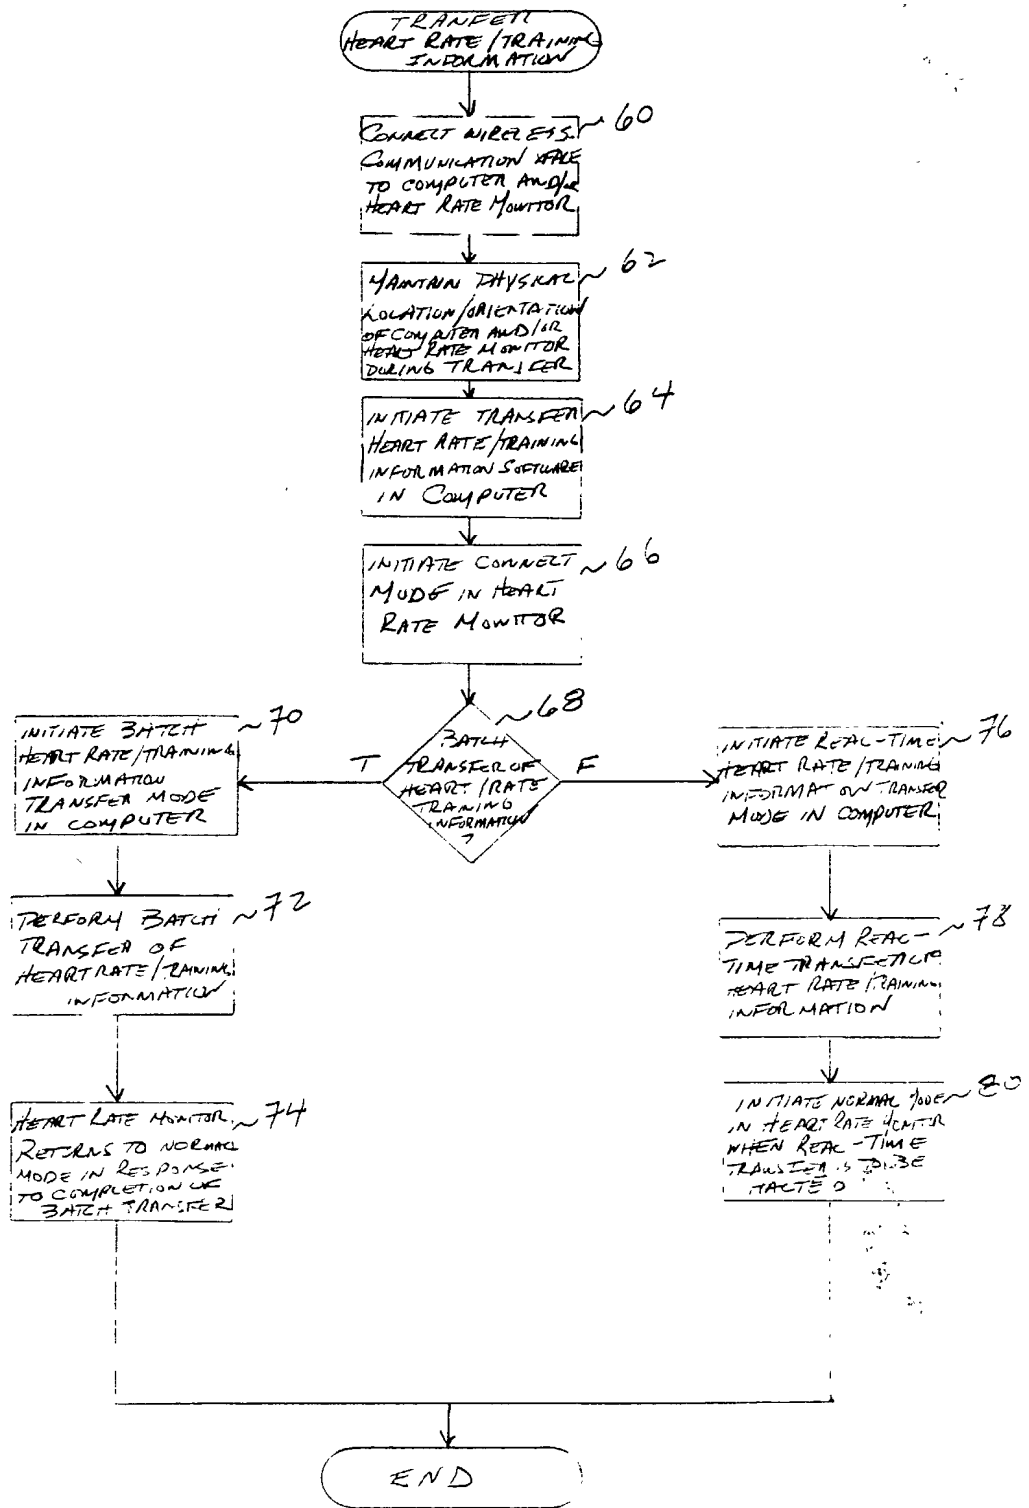 TRANFER
HEART RATE/TRAINING
INFORMATION
CONNECT WIRELESS
~60
COMMUNICATION
TO COMPUTER AND/OR
HEART RATE MONITOR
MAINTAIN PHYSICAL
~62
LOCATION/ORIENTATION
OF COMPUTER AND/OR
HEART RATE MONITOR
DURING TRANSFER
INITIATE TRANSFER
~64
HEART RATE/TRAINING
INFORMATION SOFTWARE
IN COMPUTER
INITIATE CONNECT
~66
MODE IN HEART
RATE MONITOR
~68
BATCH
TRANSFER OF
HEART/RATE
TRAINING
INFORMATION
?
T
F
INITIATE BATCH
~70
HEART RATE/TRAINING
INFORMATION
TRANSFER MODE
IN COMPUTER
PERFORM BATCH
~72
TRANSFER OF
HEART RATE/TRAINING
INFORMATION
HEART RATE MONITOR
~74
RETURNS TO NORMAL
MODE IN RESPONSE
TO COMPLETION OF
BATCH TRANSFER
INITIATE REAL-TIME
~76
HEART RATE/TRAINING
INFORMATION TRANSFER
MODE IN COMPUTER
PERFORM REAL-
~78
TIME TRANSFER OF
HEART RATE/TRAINING
INFORMATION
INITIATE NORMAL MODE
~80
IN HEART RATE MONITOR
WHEN REAL-TIME
TRANSFER IS TO BE
HALTED
END